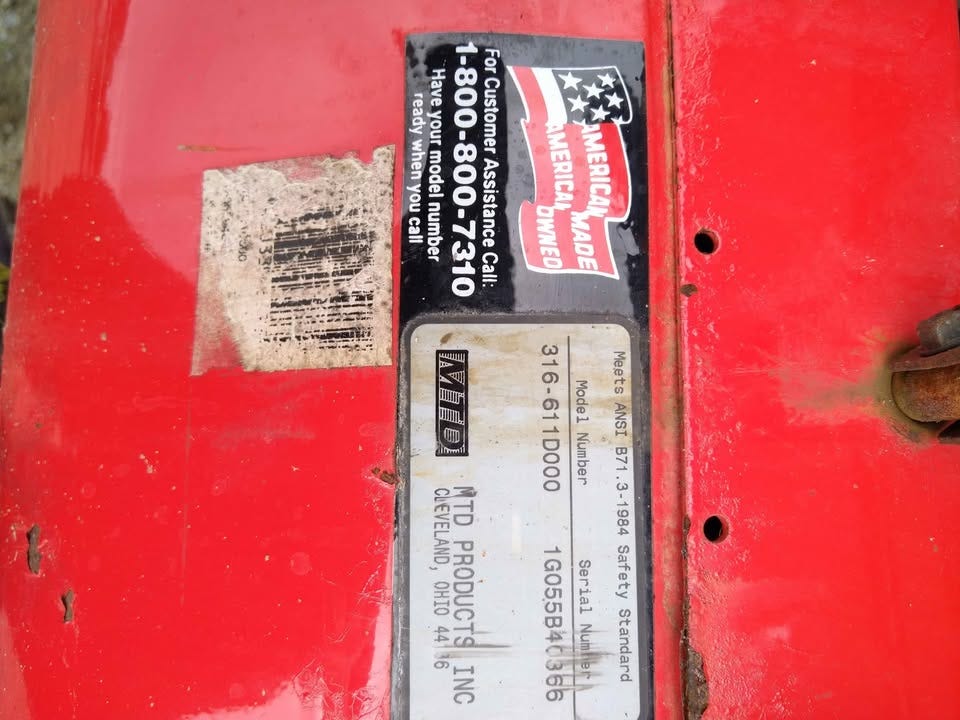 AMERICAN MADE
AMERICAN OWNED
For Customer Assistance Call:
1-800-800-7310
Have your model number
ready when you call
Meets ANSI B71.3-1984 Safety Standard
Model Number Serial Number
316-611D000 1G055B40366
MTD MTD PRODUCTS INC
CLEVELAND, OHIO 44136